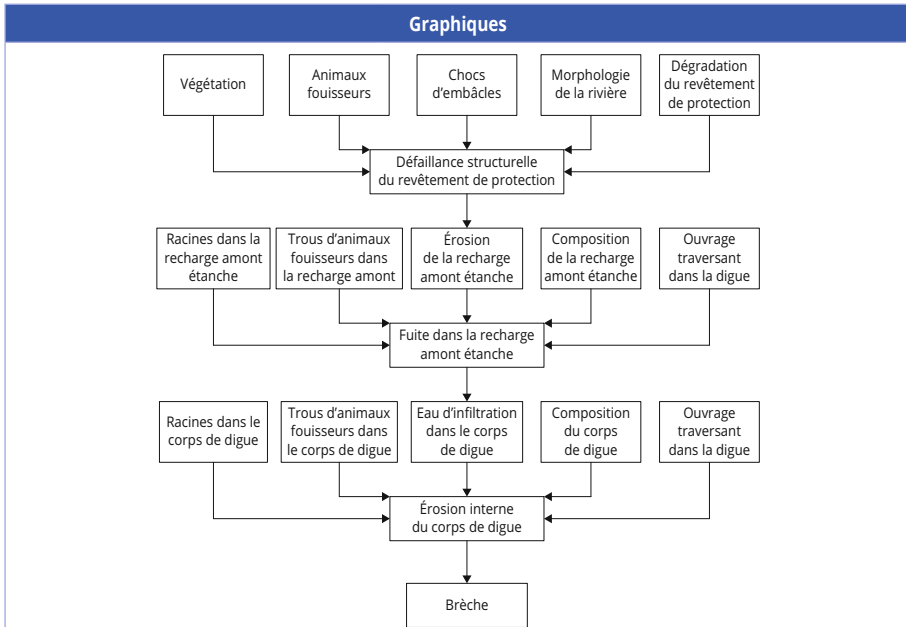 Graphiques
Végétation
Animaux
fouisseurs
Chocs
d'embâcles
Morphologie
de la rivière
Dégradation
du revêtement
de protection
Défaillance structurelle
du revêtement de protection
Racines dans la
recharge amont
étanche
Trous d'animaux
fouisseurs dans
la recharge amont
Érosion
de la recharge
amont étanche
Composition
de la recharge
amont étanche
Ouvrage
traversant
dans la digue
Fuite dans la recharge
amont étanche
Racines dans le
corps de digue
Trous d'animaux
fouisseurs dans
le corps de digue
Eau d'infiltration
dans le corps
de digue
Composition
du corps
de digue
Ouvrage
traversant
dans la digue
Érosion interne
du corps de digue
Brèche